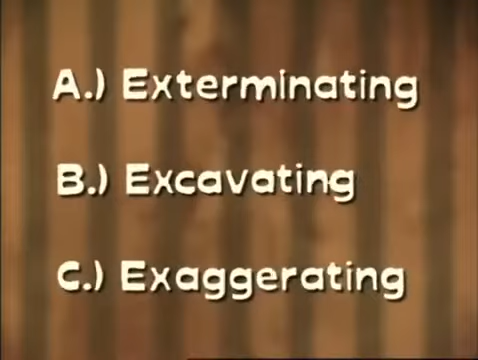 A.) Exterminating
B.) Excavating
C.) Exaggerating